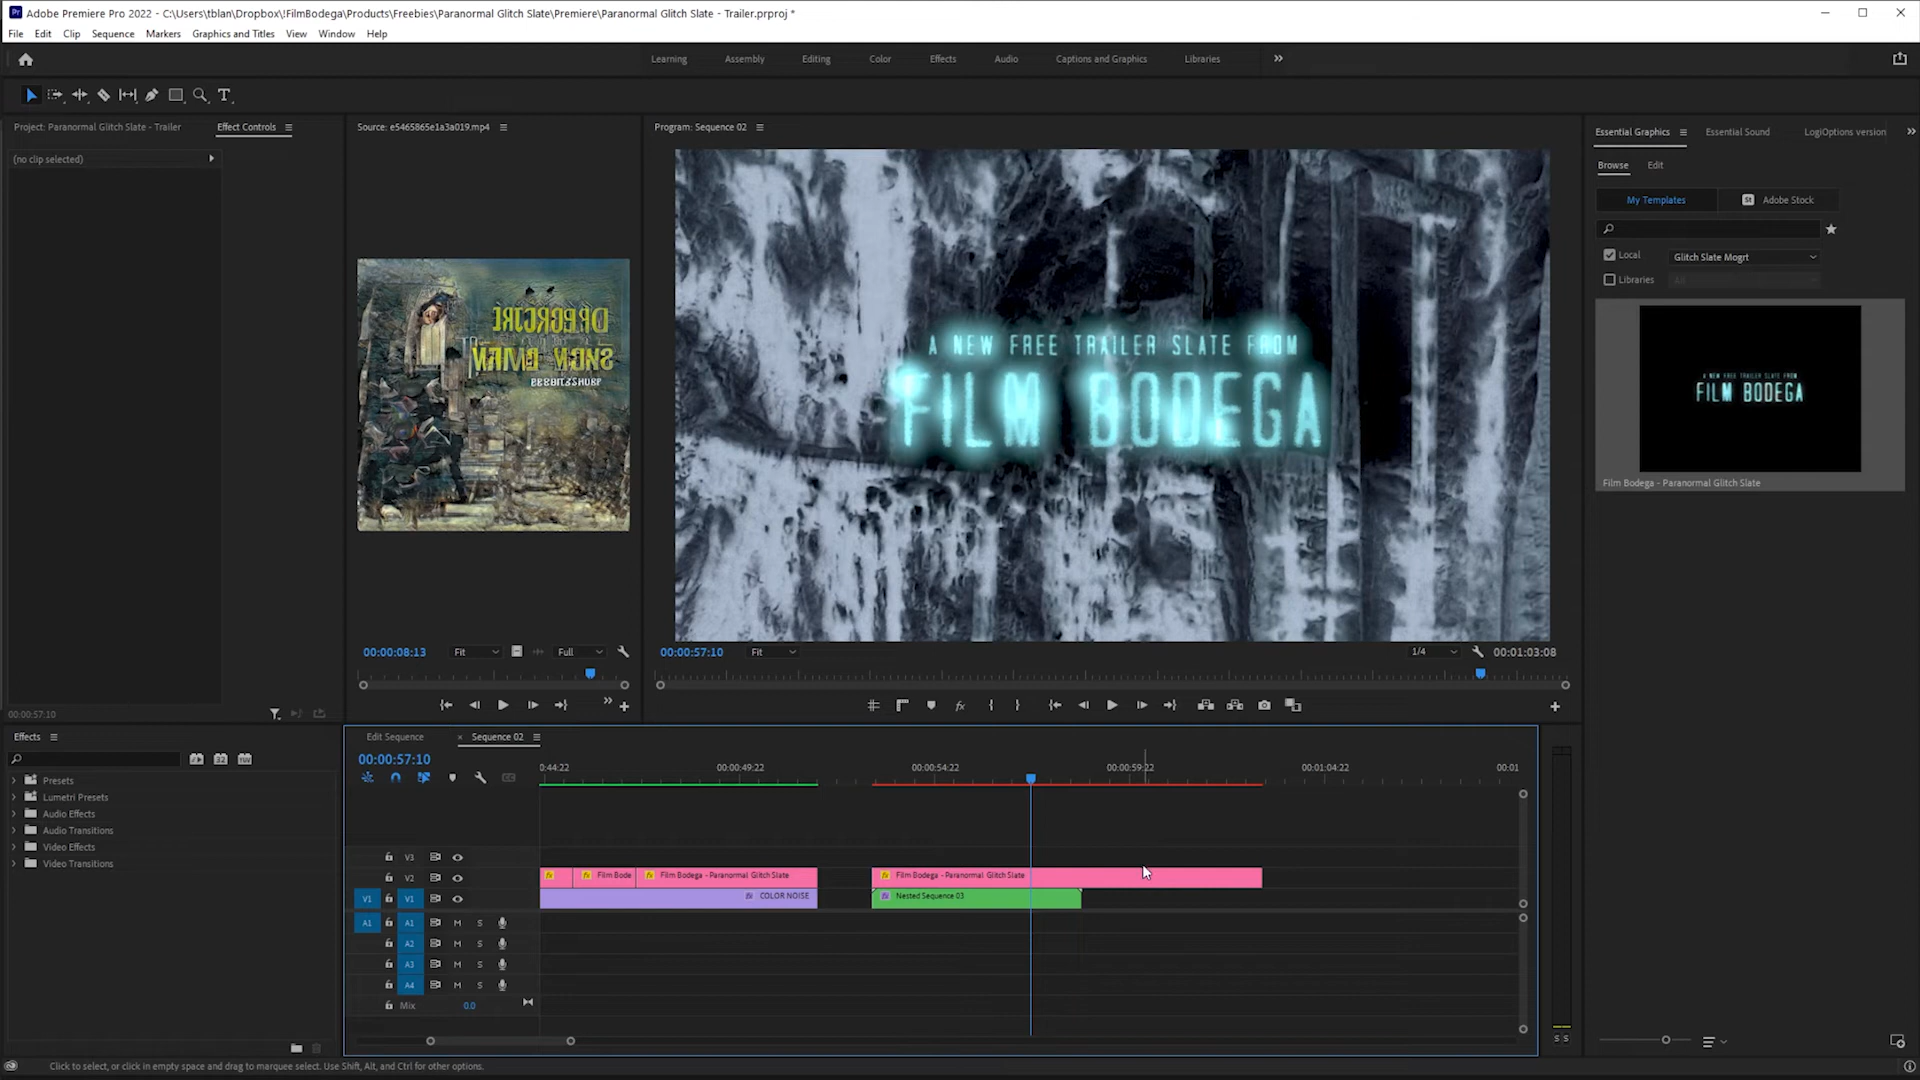 Adobe Premiere Pro 2022 - C:\Users\tblan\Dropbox\!FilmBodega\Products\Freebies\Paranormal Glitch Slate\Premiere\Paranormal Glitch Slate - Trailer.prproj *
File Edit Clip Sequence Markers Graphics and Titles View Window Help
Learning Assembly Editing Color Effects Audio Captions and Graphics Libraries
Project: Paranormal Glitch Slate - Trailer Effect Controls
Source: e5465865e1a3a019.mp4
Program: Sequence 02
Essential Graphics Essential Sound LogiOptions version
(no clip selected)
Browse Edit
My Templates St Adobe Stock
Local Glitch Slate Mogrt
Libraries All
A NEW FREE TRAILER SLATE FROM
FILM BODEGA
A NEW FREE TRAILER SLATE FROM
FILM BODEGA
Film Bodega - Paranormal Glitch Slate
00:00:08:13 Fit Full
00:00:57:10 Fit 1/4 00:01:03:08
00:00:57:10
Effects
Edit Sequence × Sequence 02
00:00:57:10
0:44:22 00:00:49:22 00:00:54:22 00:00:59:22 00:01:04:22 00:01
Presets
Lumetri Presets
Audio Effects
Audio Transitions
Video Effects
Video Transitions
V3
V2 Film Bode Film Bodega - Paranormal Glitch Slate Film Bodega - Paranormal Glitch Slate
V1 V1 COLOR NOISE Nested Sequence 03
A1 A1 M S
A2 M S
A3 M S
A4 M S
Mix 0.0
S S
Click to select, or click in empty space and drag to marquee select. Use Shift, Alt, and Ctrl for other options.